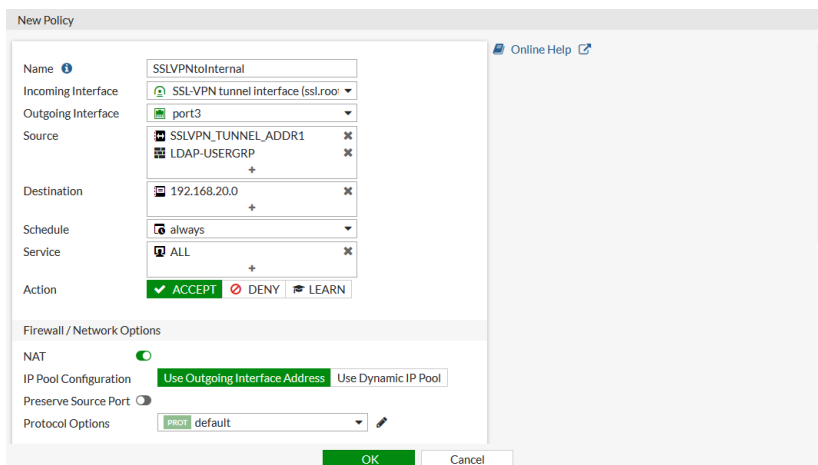 New Policy
Online Help
Name SSLVPNtoInternal
Incoming Interface SSL-VPN tunnel interface (ssl.roo
Outgoing Interface port3
Source SSLVPN_TUNNEL_ADDR1
LDAP-USERGRP
+
Destination 192.168.20.0
+
Schedule always
Service ALL
+
Action ACCEPT DENY LEARN
Firewall / Network Options
NAT
IP Pool Configuration Use Outgoing Interface Address Use Dynamic IP Pool
Preserve Source Port
Protocol Options PROT default
OK Cancel